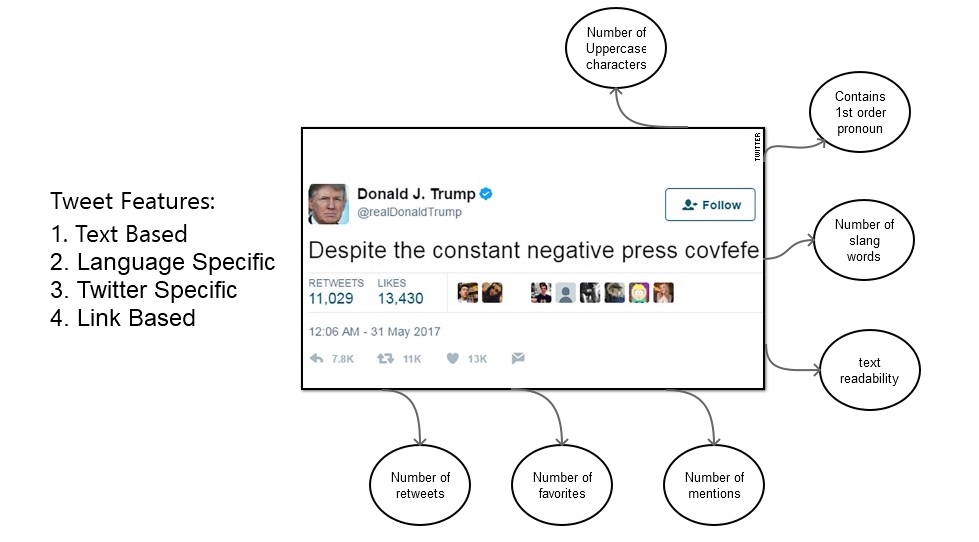 Number of
Uppercase
characters
Contains
1st order
pronoun
TWITTER
Tweet Features:
1. Text Based
2. Language Specific
3. Twitter Specific
4. Link Based
Donald J. Trump
@realDonaldTrump
Follow
Number of
slang
words
Despite the constant negative press covfefe
RETWEETS LIKES
11,029 13,430
12:06 AM - 31 May 2017
7.8K 11K 13K
text
readability
Number of
retweets
Number of
favorites
Number of
mentions